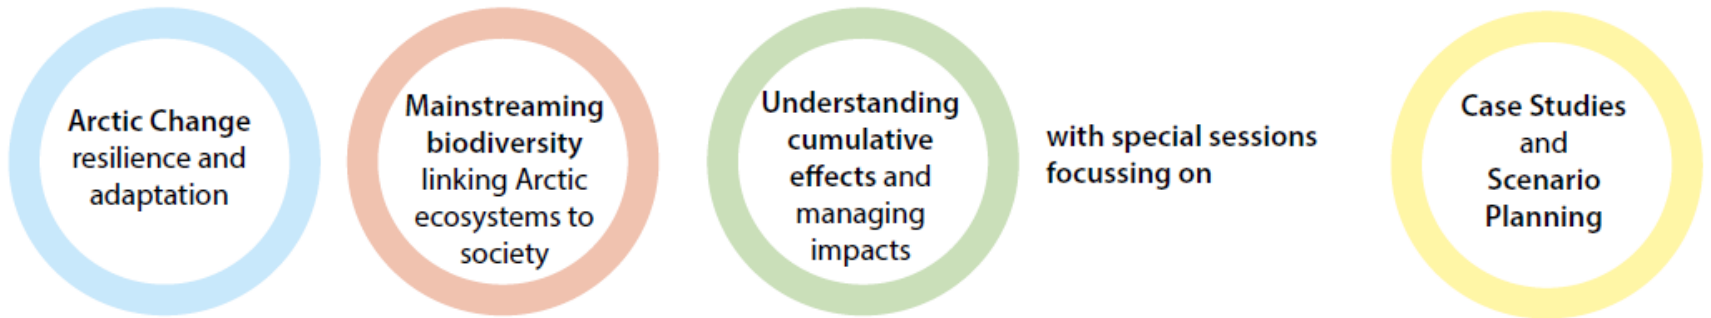 Arctic Change
resilience and
adaptation
Mainstreaming
biodiversity
linking Arctic
ecosystems to
society
Understanding
cumulative
effects and
managing
impacts
with special sessions
focussing on
Case Studies
and
Scenario
Planning